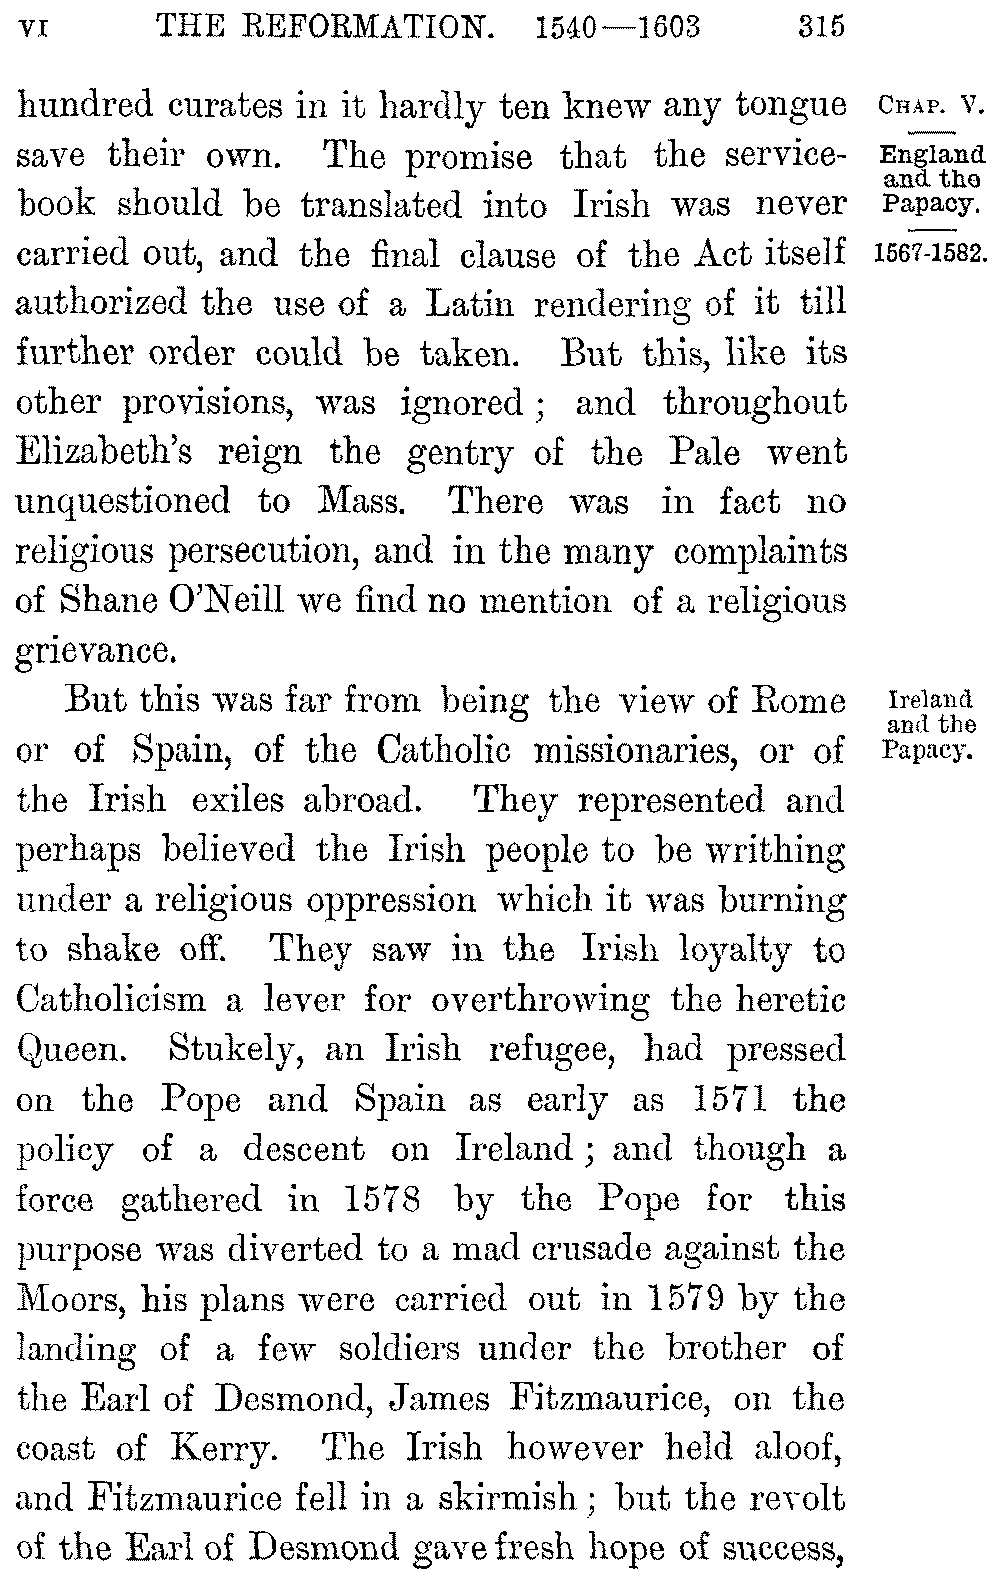 VI THE REFORMATION. 1540—1603 315
hundred curates in it hardly ten knew any tongue
save their own. The promise that the service-
book should be translated into Irish was never
carried out, and the final clause of the Act itself
authorized the use of a Latin rendering of it till
further order could be taken. But this, like its
other provisions, was ignored; and throughout
Elizabeth's reign the gentry of the Pale went
unquestioned to Mass. There was in fact no
religious persecution, and in the many complaints
of Shane O'Neill we find no mention of a religious
grievance.
CHAP. V.
England
and the
Papacy.
1567-1582.
But this was far from being the view of Rome
or of Spain, of the Catholic missionaries, or of
the Irish exiles abroad. They represented and
perhaps believed the Irish people to be writhing
under a religious oppression which it was burning
to shake off. They saw in the Irish loyalty to
Catholicism a lever for overthrowing the heretic
Queen. Stukely, an Irish refugee, had pressed
on the Pope and Spain as early as 1571 the
policy of a descent on Ireland; and though a
force gathered in 1578 by the Pope for this
purpose was diverted to a mad crusade against the
Moors, his plans were carried out in 1579 by the
landing of a few soldiers under the brother of
the Earl of Desmond, James Fitzmaurice, on the
coast of Kerry. The Irish however held aloof,
and Fitzmaurice fell in a skirmish; but the revolt
of the Earl of Desmond gave fresh hope of success,
Ireland
and the
Papacy.